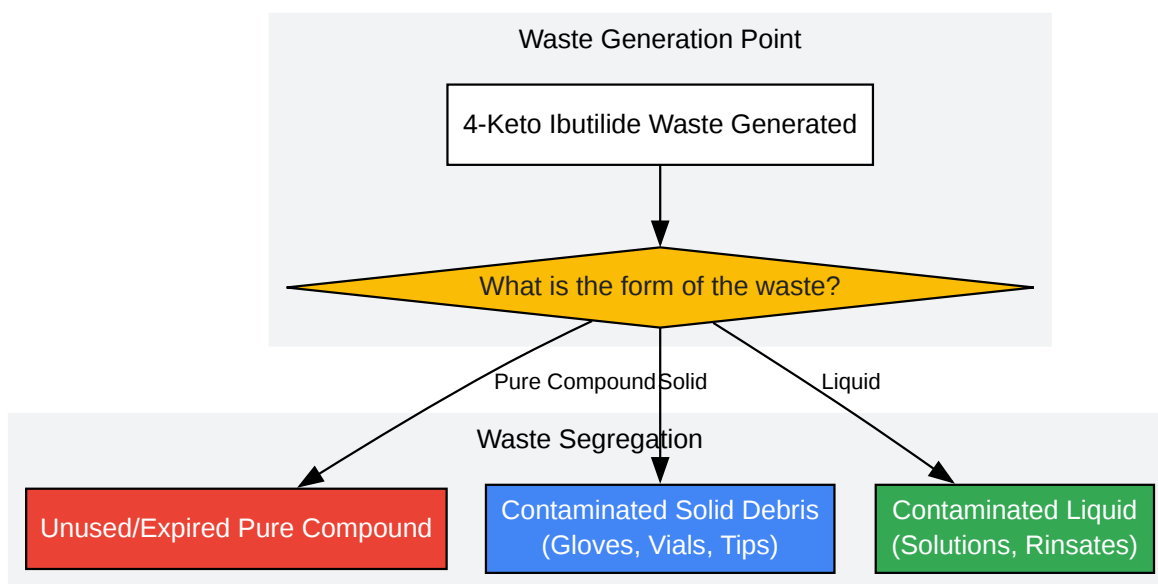 Waste Generation Point
4-Keto Ibutilide Waste Generated
What is the form of the waste?
Pure Compound
Solid
Liquid
Waste Segregation
Unused/Expired Pure Compound
Contaminated Solid Debris
(Gloves, Vials, Tips)
Contaminated Liquid
(Solutions, Rinsates)